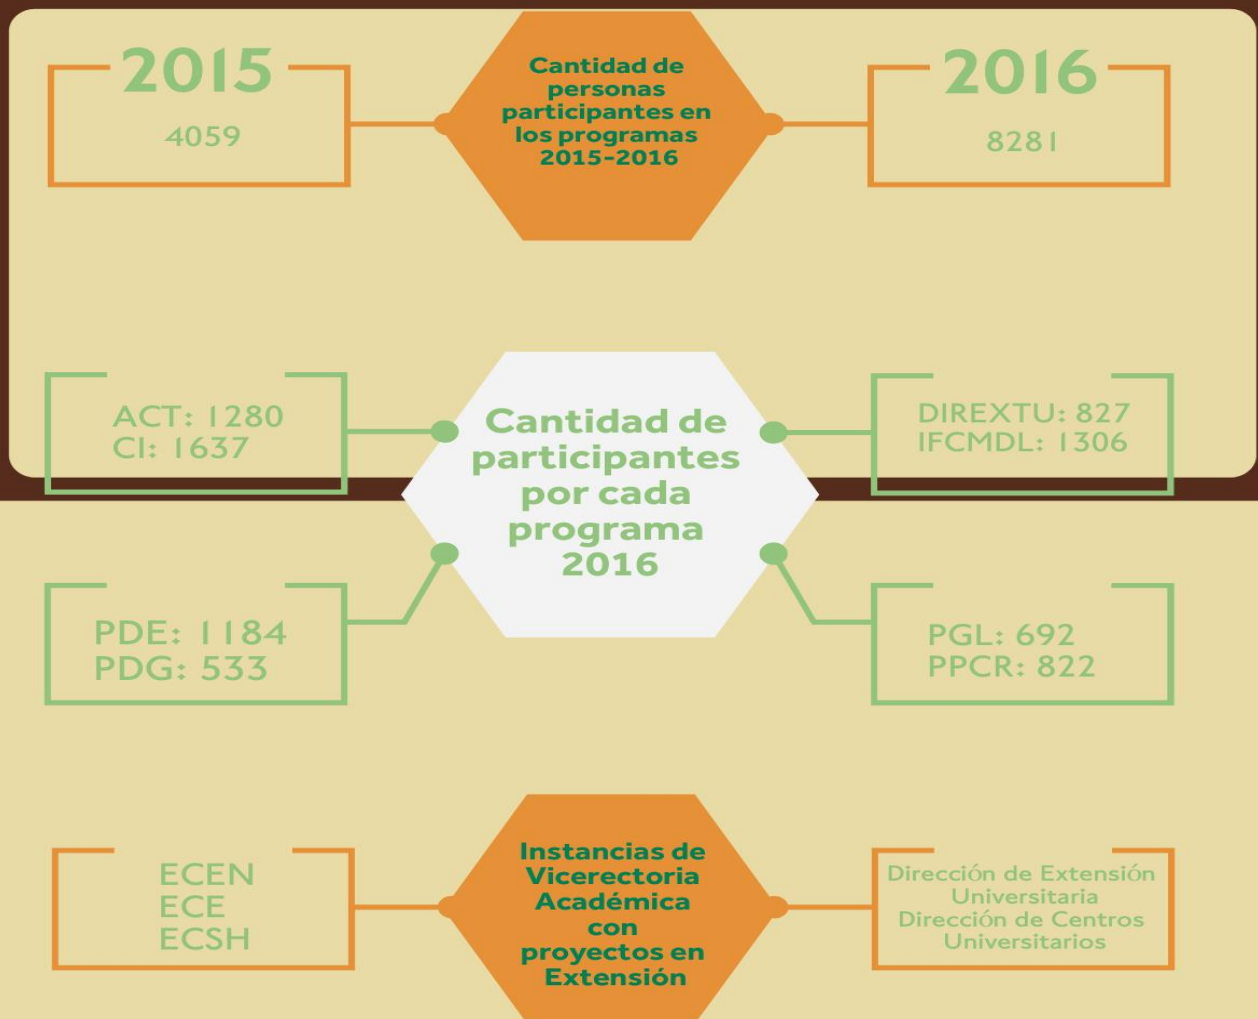 2015
4059
Cantidad de
personas
participantes en
los programas
2015-2016
2016
8281
ACT: 1280
CI: 1637
Cantidad de
participantes
por cada
programa
2016
DIREXTU: 827
IFCMDL: 1306
PDE: 1184
PDG: 533
PGL: 692
PPCR: 822
ECEN
ECE
ECSH
Instancias de
Vicerectoria
Académica
con
proyectos en
Extensión
Dirección de Extensión
Universitaria
Dirección de Centros
Universitarios